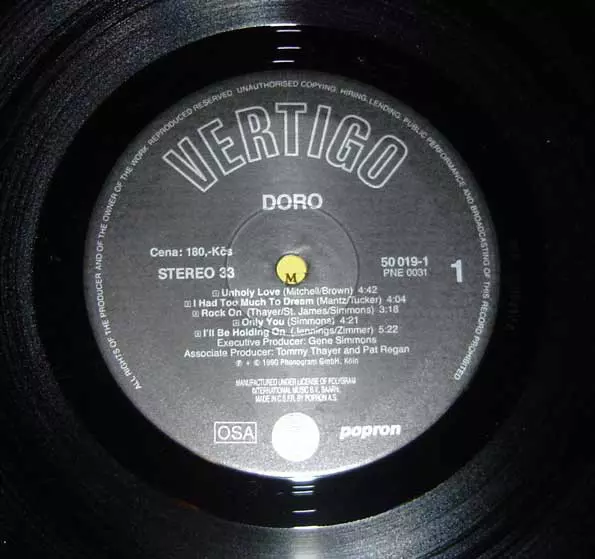 ALL RIGHTS OF THE PRODUCER AND OF THE OWNER OF THE WORK REPRODUCED RESERVED. UNAUTHORISED COPYING, HIRING, LENDING, PUBLIC PERFORMANCE AND BROADCASTING OF THIS RECORD PROHIBITED
VERTIGO
DORO
Cena: 180,-Kčs
STEREO 33
50 019-1
PNE 0031
1
M
1 Unholy Love (Mitchell/Brown) 4:42
2 I Had Too Much To Dream (Mantz/Tucker) 4:04
3 Rock On (Thayer/St. James/Simmons) 3:18
4 Only You (Simmons) 4:21
5 I'll Be Holding On (Jennings/Zimmer) 5:22
Executive Producer: Gene Simmons
Associate Producer: Tommy Thayer and Pat Regan
℗ + © 1990 Phonogram GmbH, Köln
MANUFACTURED UNDER LICENSE OF POLYGRAM
INTERNATIONAL MUSIC B.V., BAARN.
MADE IN C.S.F.R. BY POPRON A.S.
OSA
popron